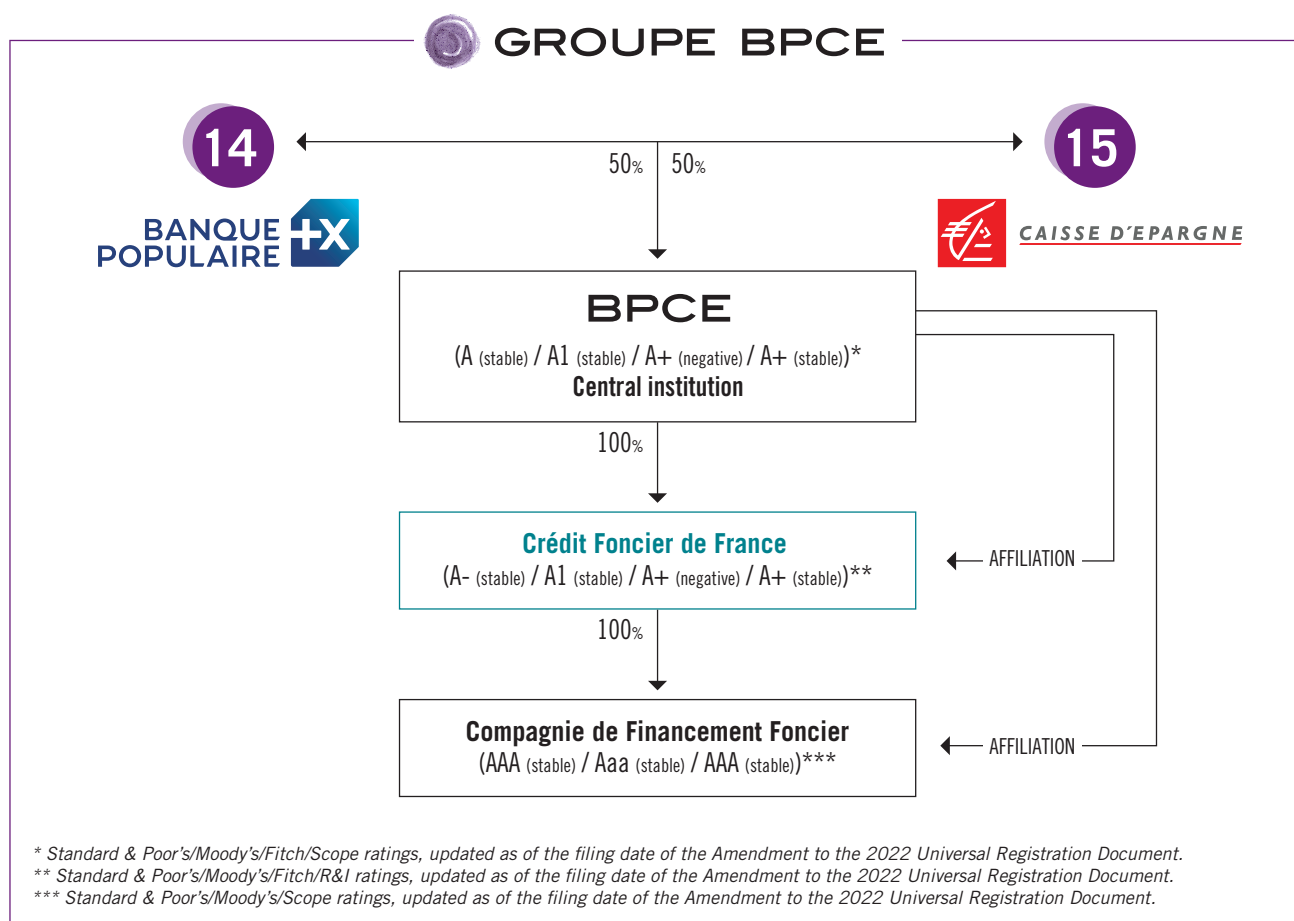 GROUPE BPCE
14
15
50% 50%
BANQUE
POPULAIRE
+X
CAISSE D'EPARGNE
BPCE
(A (stable) / A1 (stable) / A+ (negative) / A+ (stable))*
Central institution
100%
Crédit Foncier de France
(A- (stable) / A1 (stable) / A+ (negative) / A+ (stable))**
AFFILIATION
100%
Compagnie de Financement Foncier
(AAA (stable) / Aaa (stable) / AAA (stable))***
AFFILIATION
* Standard & Poor's/Moody's/Fitch/Scope ratings, updated as of the filing date of the Amendment to the 2022 Universal Registration Document.
** Standard & Poor's/Moody's/Fitch/R&I ratings, updated as of the filing date of the Amendment to the 2022 Universal Registration Document.
*** Standard & Poor's/Moody's/Scope ratings, updated as of the filing date of the Amendment to the 2022 Universal Registration Document.